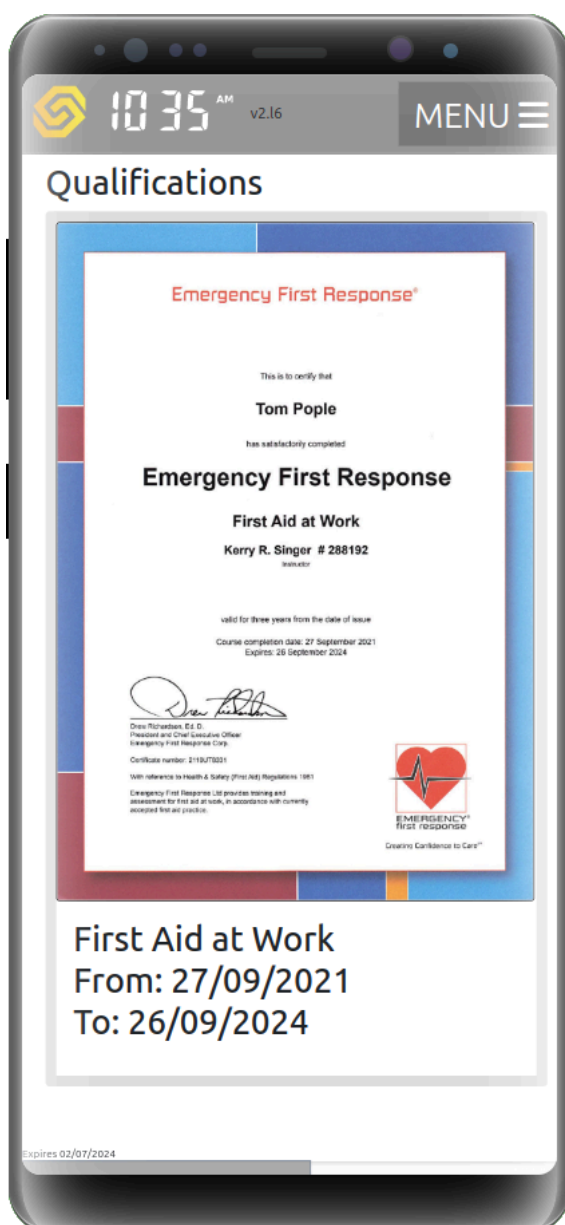 10 35 AM
v2.16
MENU
Qualifications
Emergency First Response®
This is to certify that
Tom Pople
has satisfactorily completed
Emergency First Response
First Aid at Work
Kerry R. Singer # 288192
Instructor
valid for three years from the date of issue
Course completion date: 27 September 2021
Expires: 26 September 2024
Drew Richardson, Ed. D.
President and Chief Executive Officer
Emergency First Response Corp.
Certificate number:
With reference to Health & Safety (First Aid) Regulations 1981
Emergency First Response Ltd provides training and
assessment for first aid at work, in accordance with currently
accepted first aid practice.
EMERGENCY®
first response
Creating Confidence to Care™
First Aid at Work
From: 27/09/2021
To: 26/09/2024
Expires 02/07/2024